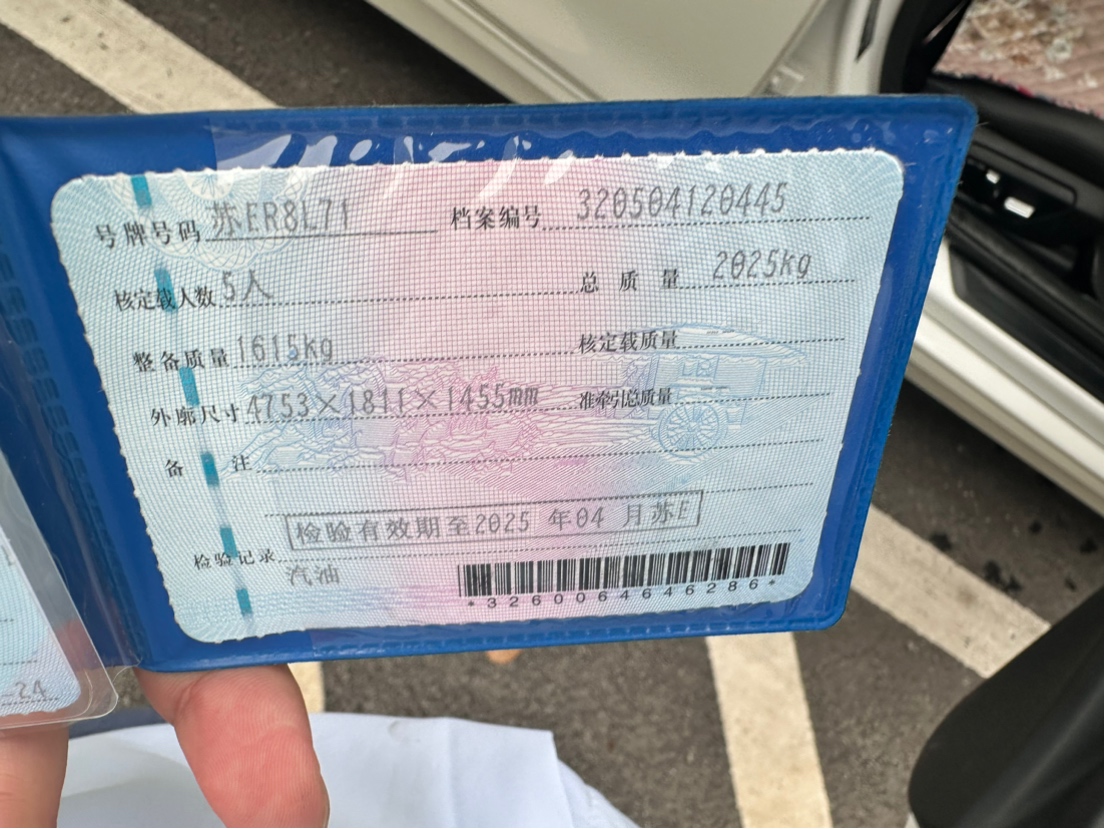 号牌号码 苏ER8L71 档案编号 320504120445
核定载人数 5人 总质量 2025kg
整备质量 1615kg 核定载质量
外廓尺寸 4753×1811×1455mm 准牵引总质量
备注
检验有效期至2025年04月苏E
检验记录
汽油
*3260064646286*
-24